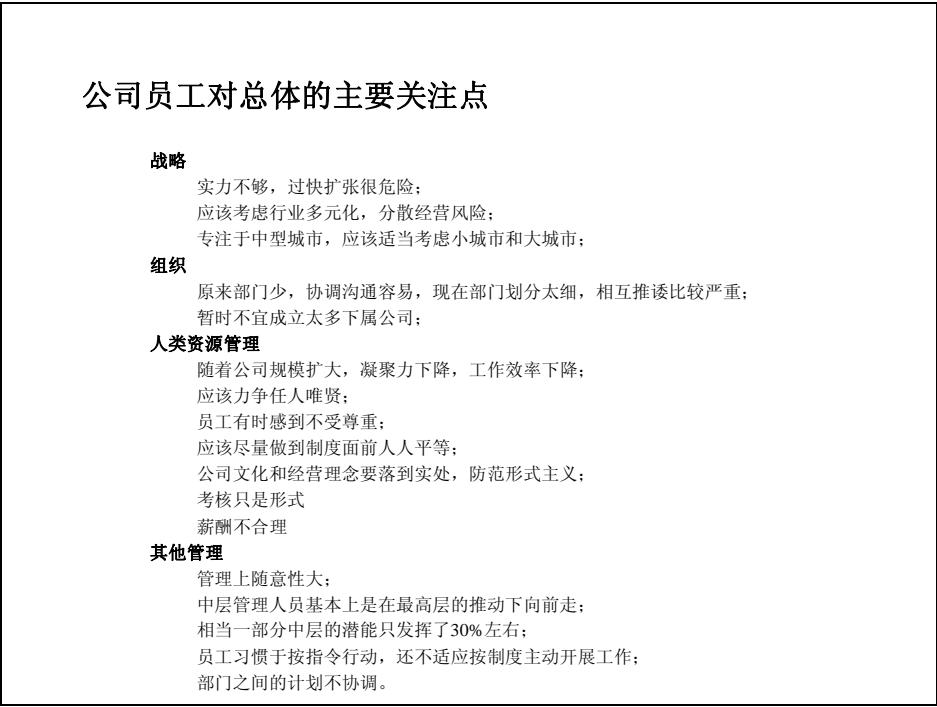 公司员工对总体的主要关注点
战略
实力不够，过快扩张很危险；
应该考虑行业多元化，分散经营风险；
专注于中型城市，应该适当考虑小城市和大城市；
组织
原来部门少，协调沟通容易，现在部门划分太细，相互推诿比较严重；
暂时不宜成立太多下属公司；
人类资源管理
随着公司规模扩大，凝聚力下降，工作效率下降；
应该力争任人唯贤；
员工有时感到不受尊重；
应该尽量做到制度面前人人平等；
公司文化和经营理念要落到实处，防范形式主义；
考核只是形式
薪酬不合理
其他管理
管理上随意性大；
中层管理人员基本上是在最高层的推动下向前走；
相当一部分中层的潜能只发挥了30%左右；
员工习惯于按指令行动，还不适应按制度主动开展工作；
部门之间的计划不协调。